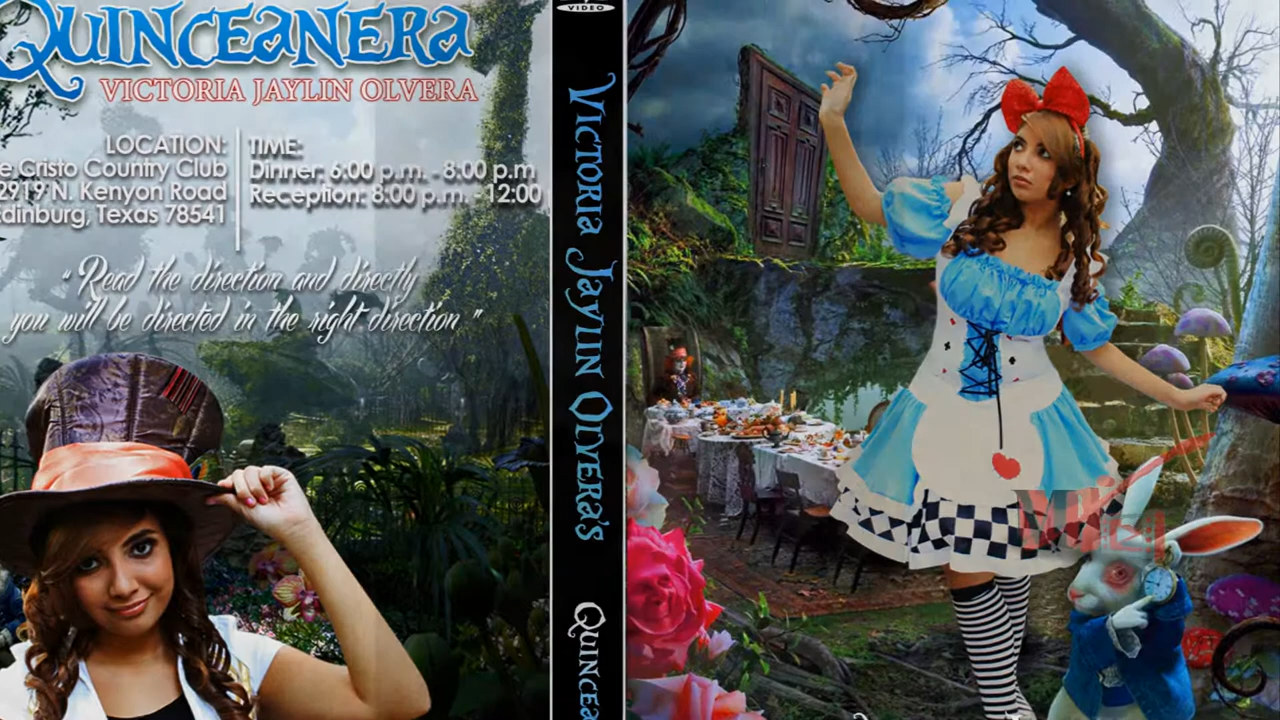 QUINCEANERA
VICTORIA JAYLIN OLVERA
LOCATION:
Cristo Country Club
2919 N. Kenyon Road
Edinburg, Texas 78541
TIME:
Dinner: 6:00 p.m. - 8:00 p.m
Reception: 8:00 p.m. - 12:00
“Read the direction and directly
you will be directed in the right direction”
VIDEO
VICTORIA JAYLIN OLVERA'S